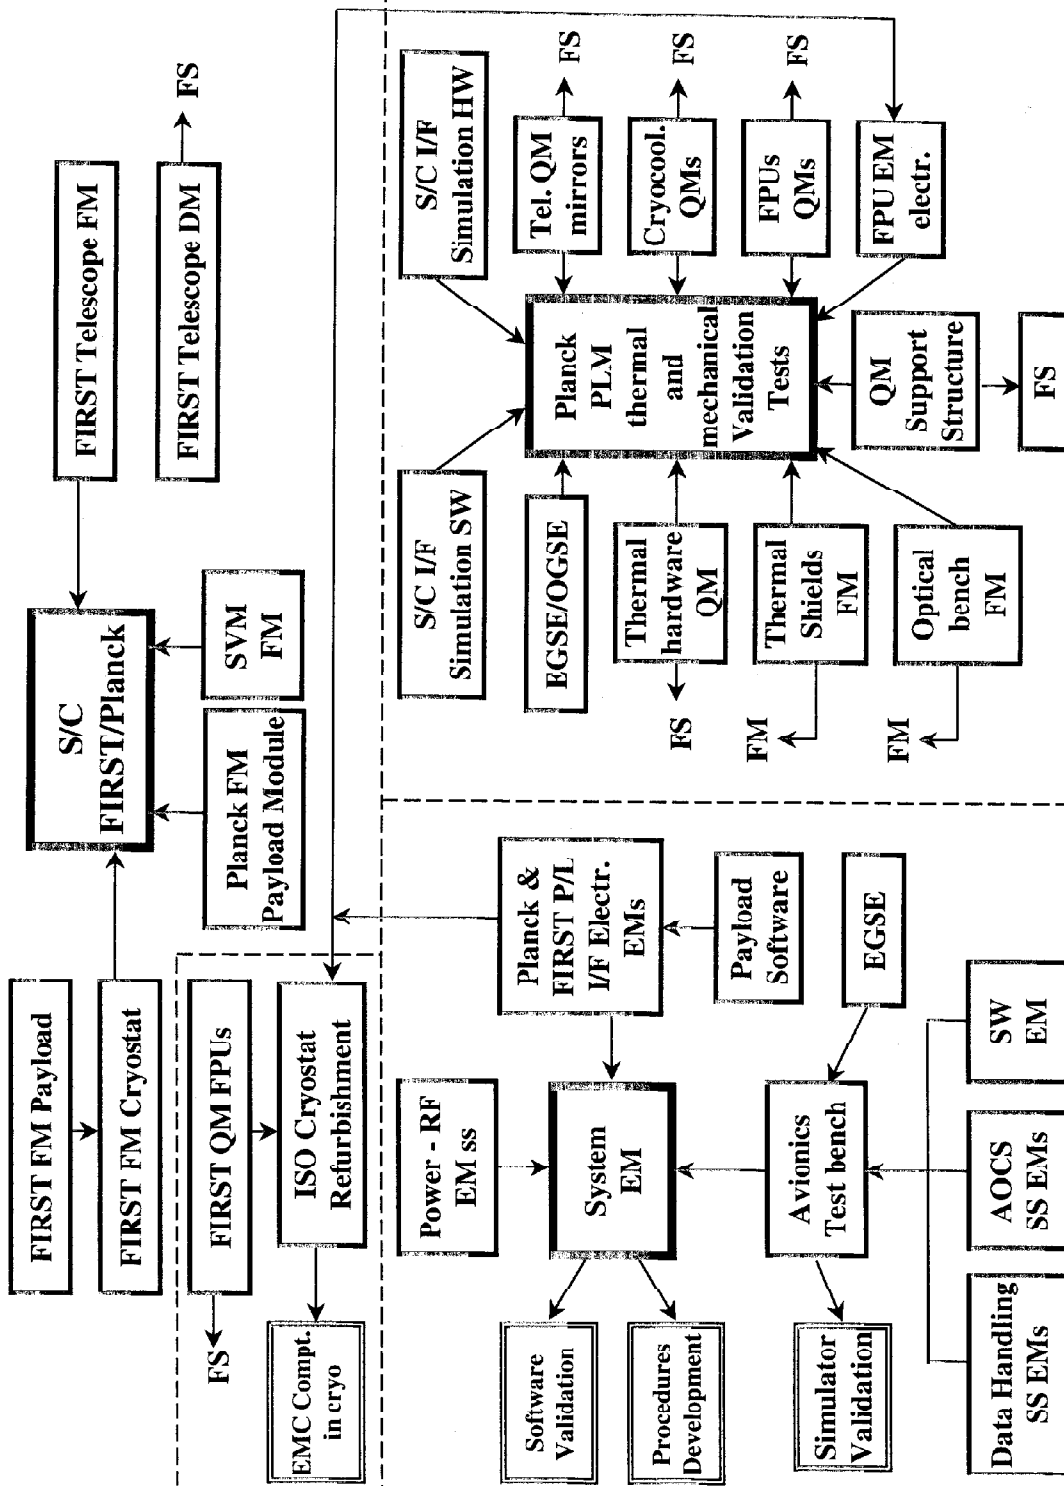 FIRST FM Payload
FIRST FM Cryostat
S/C
FIRST/Planck
FIRST Telescope FM
FIRST Telescope DM
FS
Planck FM
Payload Module
SVM
FM
FS
FIRST QM FPUs
ISO Cryostat
Refurbishment
EMC Compt.
in cryo
Power - RF
EM ss
Planck &
FIRST P/L
I/F Electr.
EMs
Payload
Software
System
EM
Software
Validation
Procedures
Development
EGSE
Avionics
Test bench
Simulator
Validation
Data Handling
SS EMs
AOCS
SS EMs
SW
EM
S/C I/F
Simulation SW
S/C I/F
Simulation HW
EGSE/OGSE
Tel. QM
mirrors
FS
Planck
PLM
thermal
and
mechanical
Validation
Tests
FS
Thermal
hardware
QM
Cryocool.
QMs
FS
FM
Thermal
Shields
FM
FPUs
QMs
FS
FM
Optical
bench
FM
QM
Support
Structure
FPU EM
electr.
FS